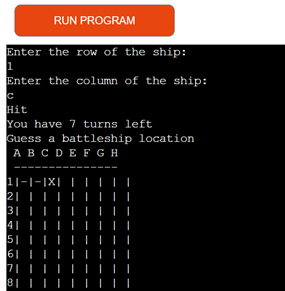 RUN PROGRAM
Enter the row of the ship:
1
Enter the column of the ship:
c
Hit
You have 7 turns left
Guess a battleship location
 A B C D E F G H
 ----------------
1|-|-|X| | | | | |
2| | | | | | | | |
3| | | | | | | | |
4| | | | | | | | |
5| | | | | | | | |
6| | | | | | | | |
7| | | | | | | | |
8| | | | | | | | |